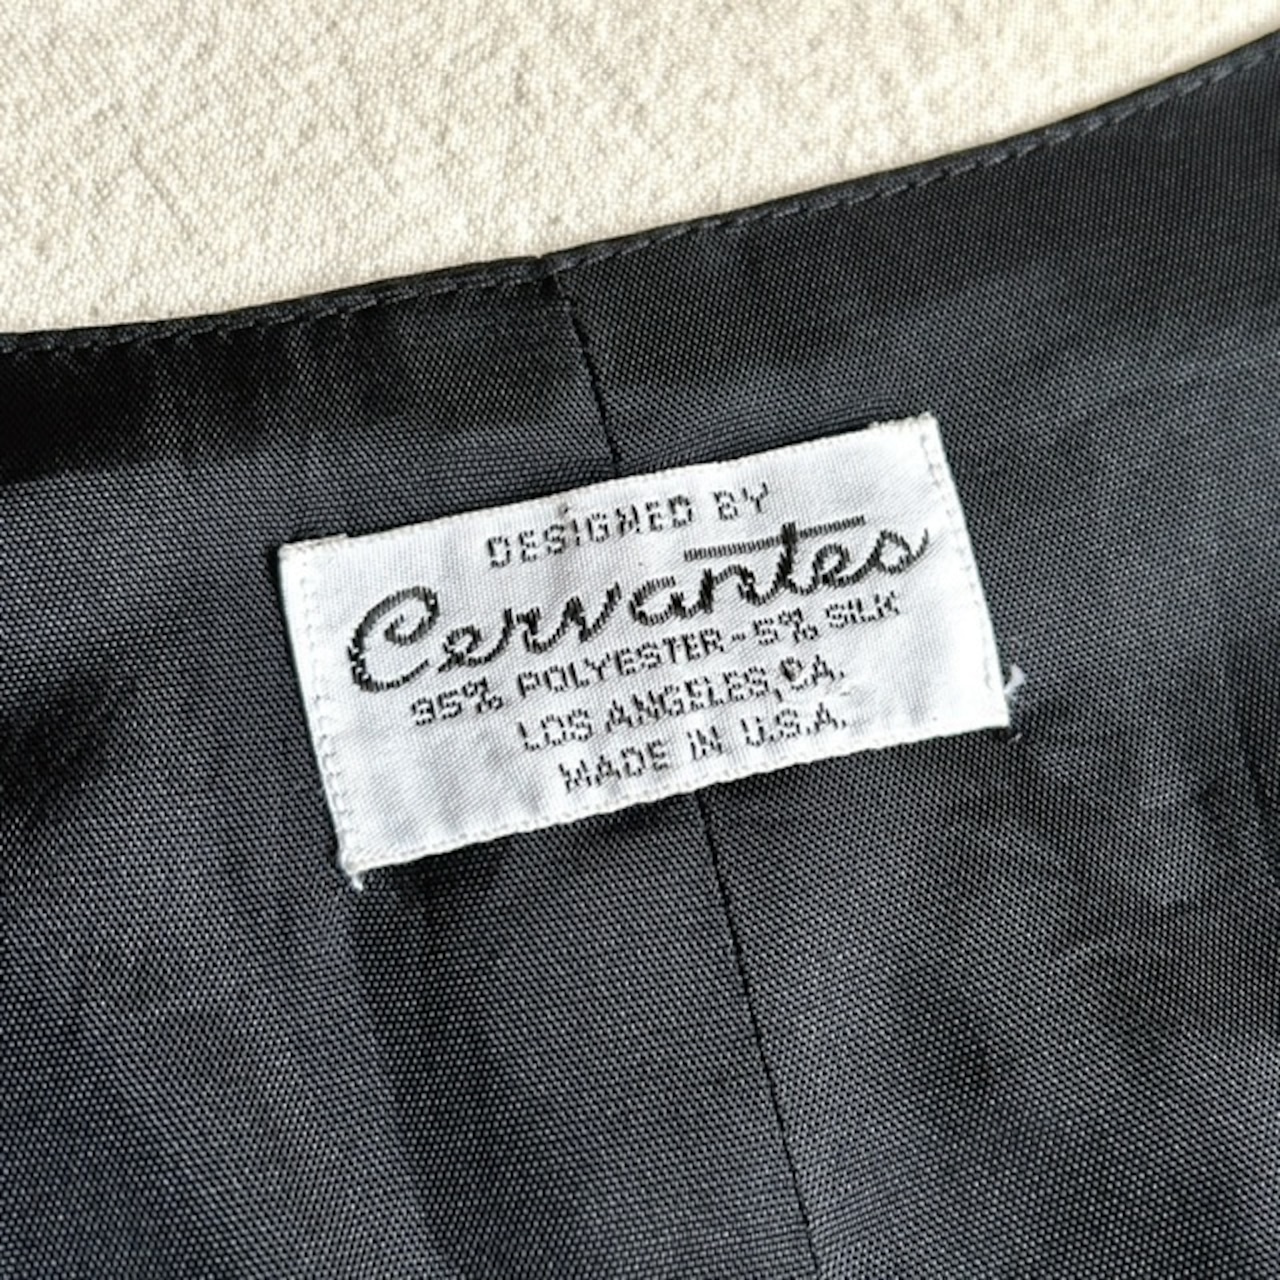 DESIGNED BY
Cervantes
95% POLYESTER - 5% SILK
LOS ANGELES, CA.
MADE IN U.S.A.